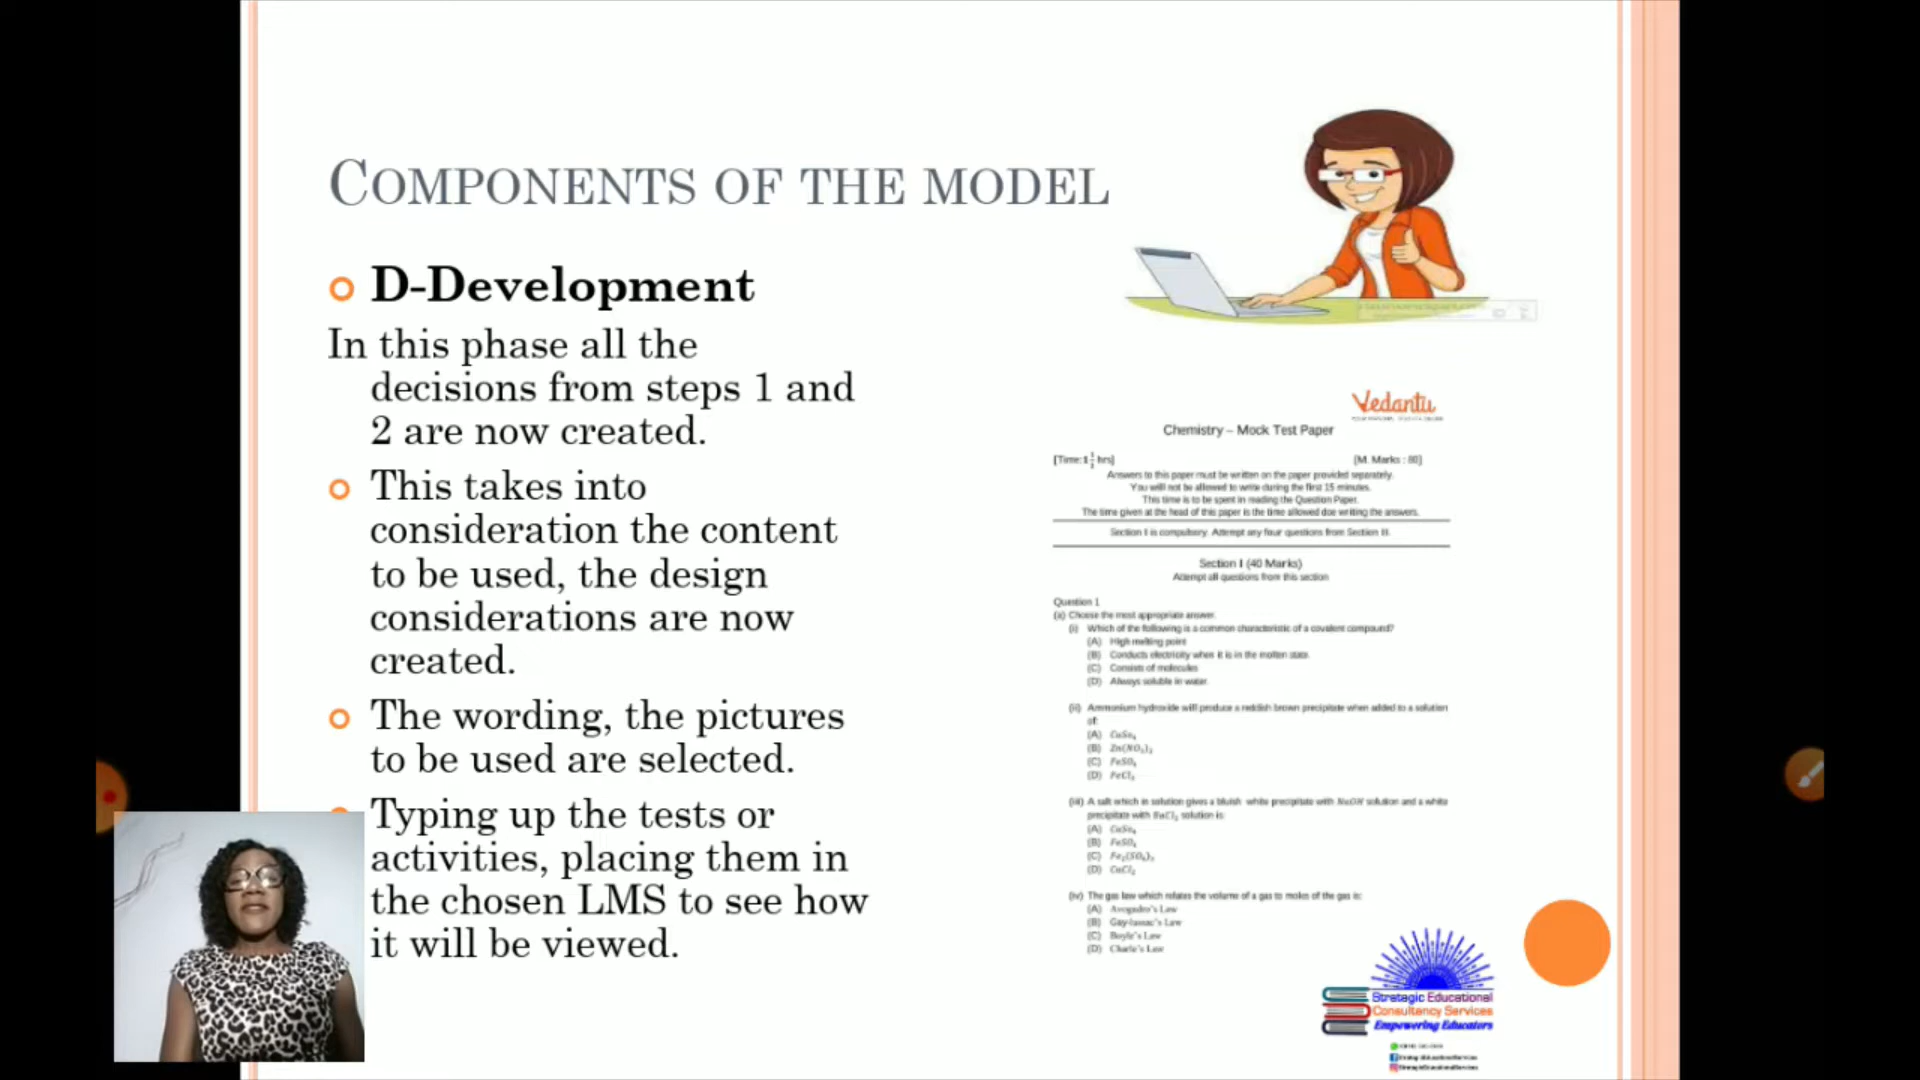 COMPONENTS OF THE MODEL
D-Development
In this phase all the
decisions from steps 1 and
2 are now created.
This takes into
consideration the content
to be used, the design
considerations are now
created.
The wording, the pictures
to be used are selected.
Typing up the tests or
activities, placing them in
the chosen LMS to see how
it will be viewed.
Vedantu
Chemistry – Mock Test Paper
[Time: 1 1/2 hrs] [M. Marks : 80]
Answers to this paper must be written on the paper provided separately.
You will not be allowed to write during the first 15 minutes.
This time is to be spent in reading the Question Paper.
The time given at the head of this paper is the time allowed doe writing the answers.
Section I is compulsory. Attempt any four questions from Section II.
Section I (40 Marks)
Attempt all questions from this section
Question 1
(a) Choose the most appropriate answer.
(i) Which of the following is a common characteristic of a covalent compound?
(A) High melting point
(B) Conducts electricity when it is in the molten state.
(C) Consists of molecules
(D) Always soluble in water.
(ii) Ammonium hydroxide will produce a reddish brown precipitate when added to a solution
of:
(A) CuSo₄
(B) Zn(NO₃)₂
(C) FeSO₄
(D) FeCl₃
(iii) A salt which in solution gives a bluish white precipitate with NaOH solution and a white
precipitate with BaCl₂ solution is:
(A) CuSo₄
(B) FeSO₄
(C) Fe₂(SO₄)₃
(D) CuCl₂
(iv) The gas law which relates the volume of a gas to moles of the gas is:
(A) Avogadro's Law
(B) Gay-lussac's Law
(C) Boyle's Law
(D) Charle's Law
Strategic Educational
Consultancy Services
Empowering Educators